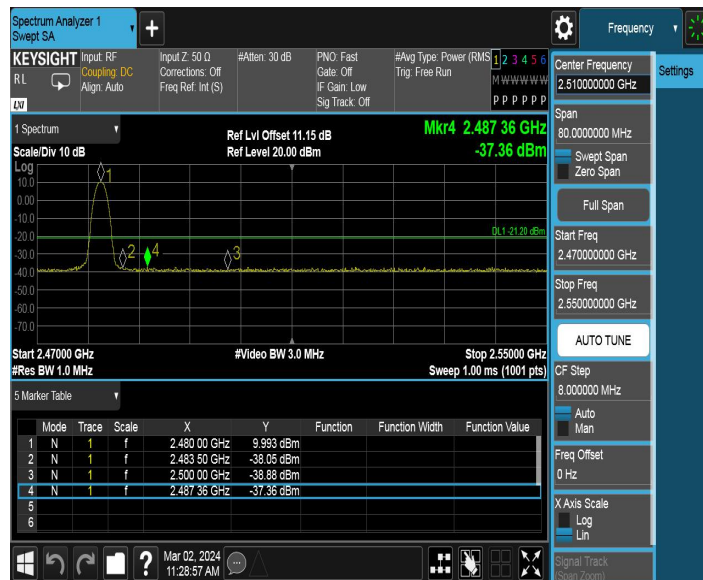 Spectrum Analyzer 1
Swept SA
+
Frequency
KEYSIGHT
RL
LXI
Input: RF
Coupling: DC
Align: Auto
Input Z: 50 Ω
Corrections: Off
Freq Ref: Int (S)
#Atten: 30 dB
PNO: Fast
Gate: Off
IF Gain: Low
Sig Track: Off
#Avg Type: Power (RMS
Trig: Free Run
1 2 3 4 5 6
M W W W W W
P P P P P P
Center Frequency
2.510000000 GHz
Settings
Span
80.0000000 MHz
Swept Span
Zero Span
Full Span
Start Freq
2.470000000 GHz
Stop Freq
2.550000000 GHz
AUTO TUNE
CF Step
8.000000 MHz
Auto
Man
Freq Offset
0 Hz
X Axis Scale
Log
Lin
Signal Track
(Span Zoom)
1 Spectrum
Scale/Div 10 dB
Ref Lvl Offset 11.15 dB
Ref Level 20.00 dBm
Mkr4 2.487 36 GHz
-37.36 dBm
Log
10.0
0.00
-10.0
-20.0
-30.0
-40.0
-50.0
-60.0
-70.0
1
2
4
3
DL1 -21.20 dBm
Start 2.47000 GHz
#Res BW 1.0 MHz
#Video BW 3.0 MHz
Stop 2.55000 GHz
Sweep 1.00 ms (1001 pts)
5 Marker Table
Mode Trace Scale X Y Function Function Width Function Value
1 N 1 f 2.480 00 GHz 9.993 dBm
2 N 1 f 2.483 50 GHz -38.05 dBm
3 N 1 f 2.500 00 GHz -38.88 dBm
4 N 1 f 2.487 36 GHz -37.36 dBm
5
6
?
Mar 02, 2024
11:28:57 AM